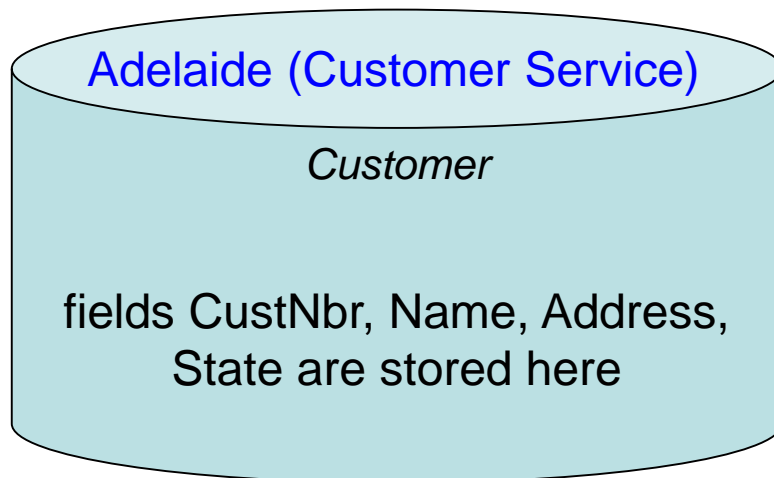 Adelaide (Customer Service)
Customer
fields CustNbr, Name, Address,
State are stored here